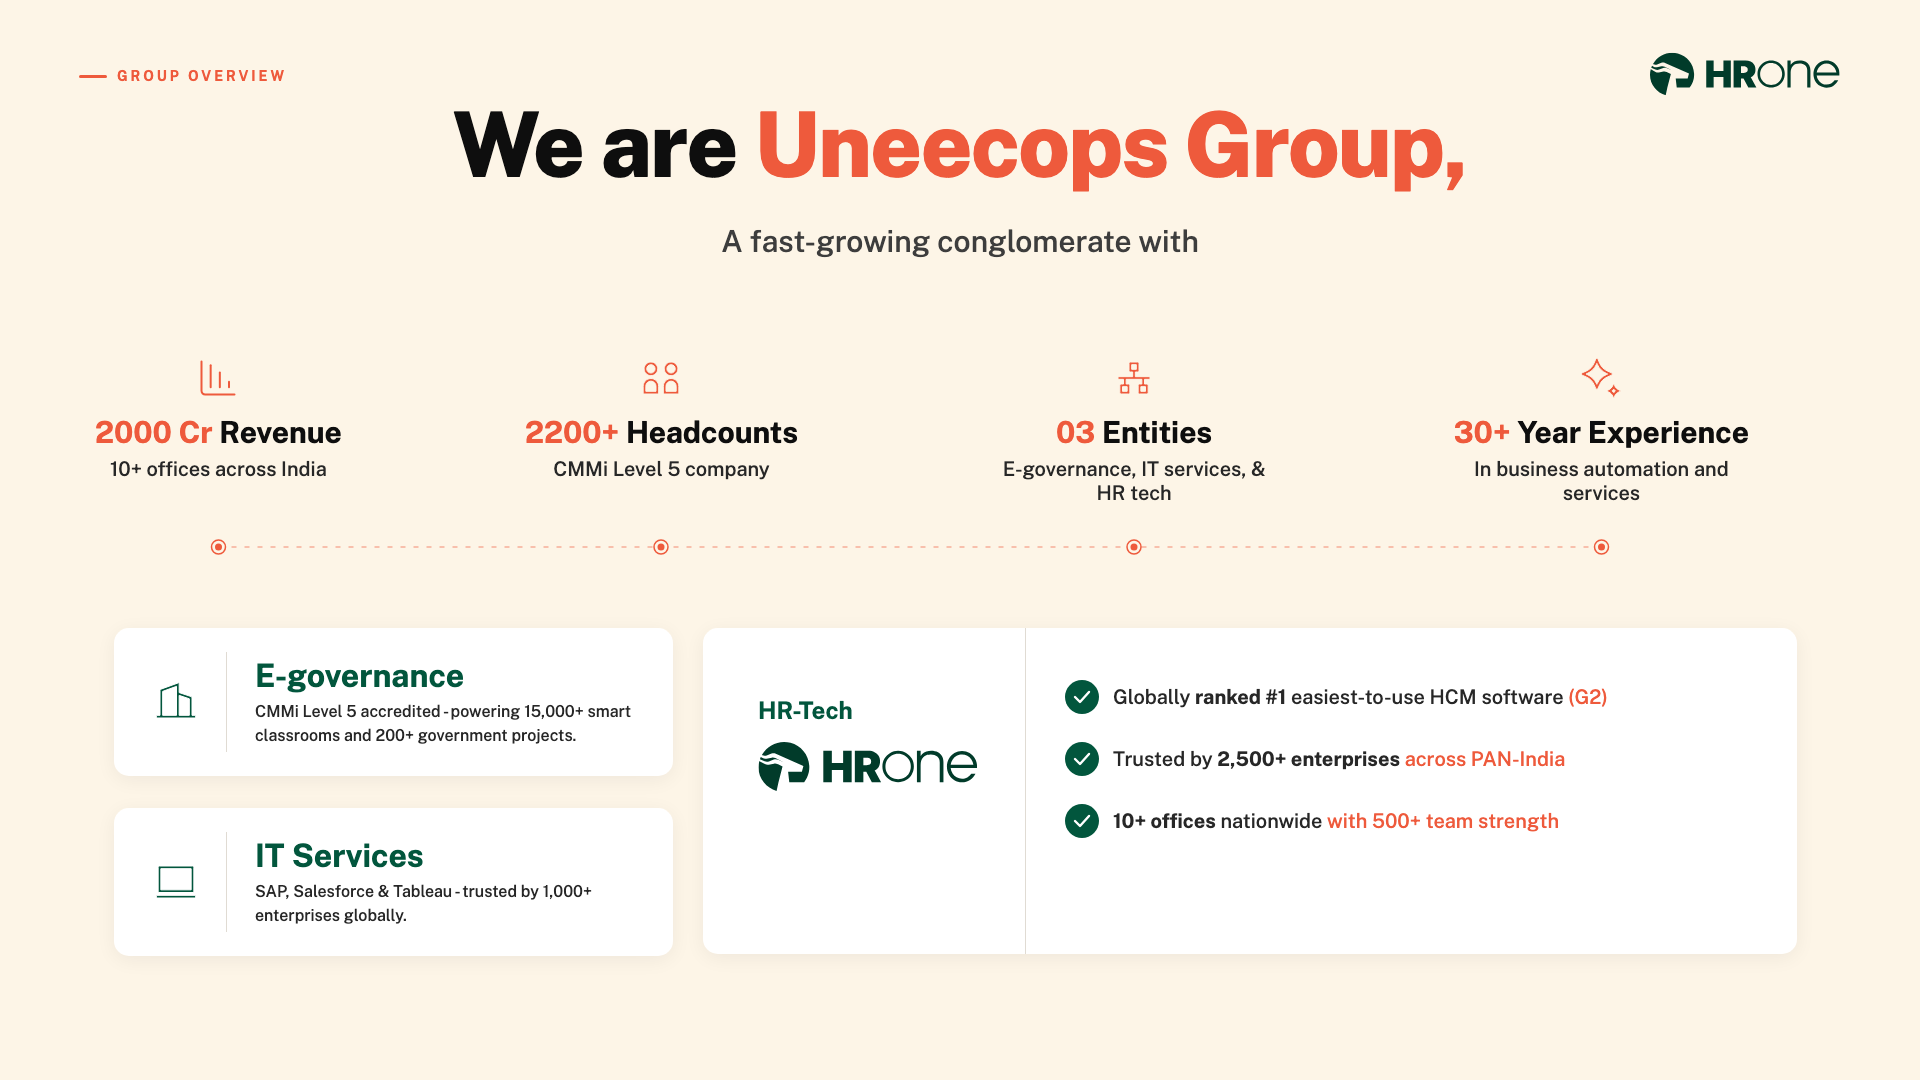 GROUP OVERVIEW
HRone
We are Uneecops Group,
A fast-growing conglomerate with
2000 Cr Revenue
10+ offices across India
2200+ Headcounts
CMMi Level 5 company
03 Entities
E-governance, IT services, &
HR tech
30+ Year Experience
In business automation and
services
E-governance
CMMi Level 5 accredited - powering 15,000+ smart
classrooms and 200+ government projects.
IT Services
SAP, Salesforce & Tableau - trusted by 1,000+
enterprises globally.
HR-Tech
HRone
Globally ranked #1 easiest-to-use HCM software (G2)
Trusted by 2,500+ enterprises across PAN-India
10+ offices nationwide with 500+ team strength